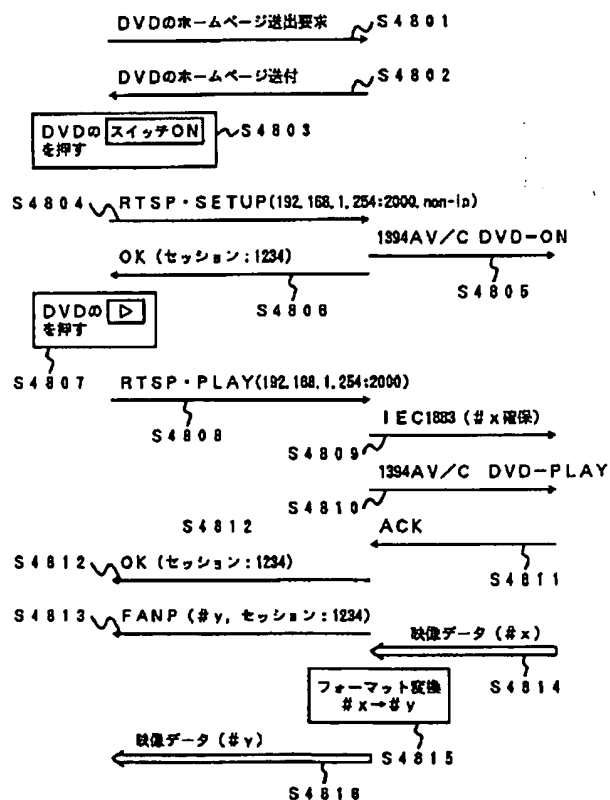 DVDのホームページ送出要求 S4801
DVDのホームページ送付 S4802
DVDの スイッチON
を押す
S4803
S4804 RTSP・SETUP(192.168.1.254:2000,non-ip)
1394AV/C DVD-ON
OK (セッション:1234)
S4806
S4805
DVDの ▷
を押す
S4807
RTSP・PLAY(192.168.1.254:2000)
S4808
IEC1883 (#x確保)
S4809
1394AV/C DVD-PLAY
S4810
S4812
ACK
S4812 OK (セッション:1234)
S4811
S4813 FANP (#y, セッション:1234)
映像データ (#x)
フォーマット変換
#x→#y
S4814
S4815
映像データ (#y)
S4816